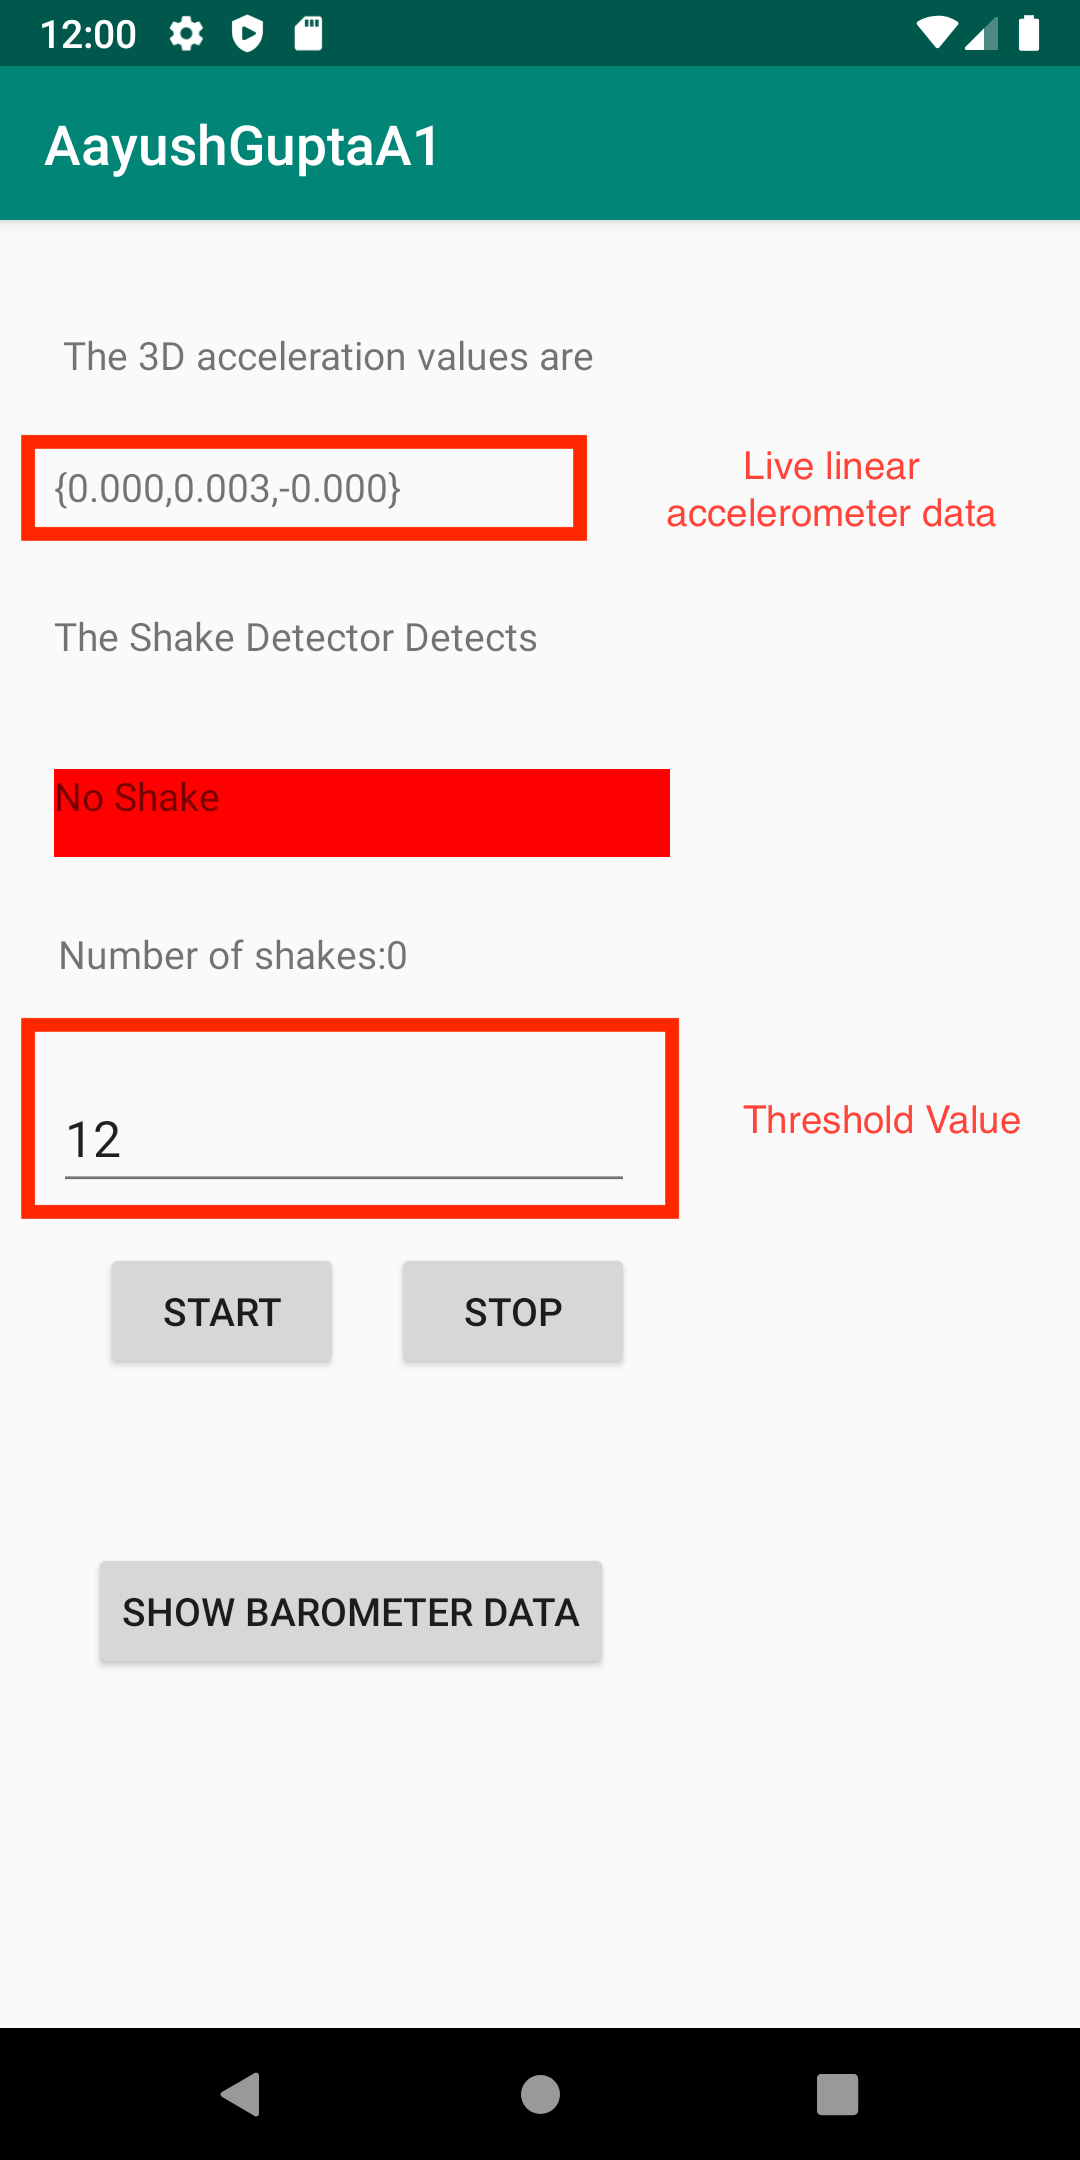 12:00
AayushGuptaA1
The 3D acceleration values are
{0.000,0.003,-0.000}
Live linear
accelerometer data
The Shake Detector Detects
No Shake
Number of shakes:0
12
Threshold Value
START
STOP
SHOW BAROMETER DATA